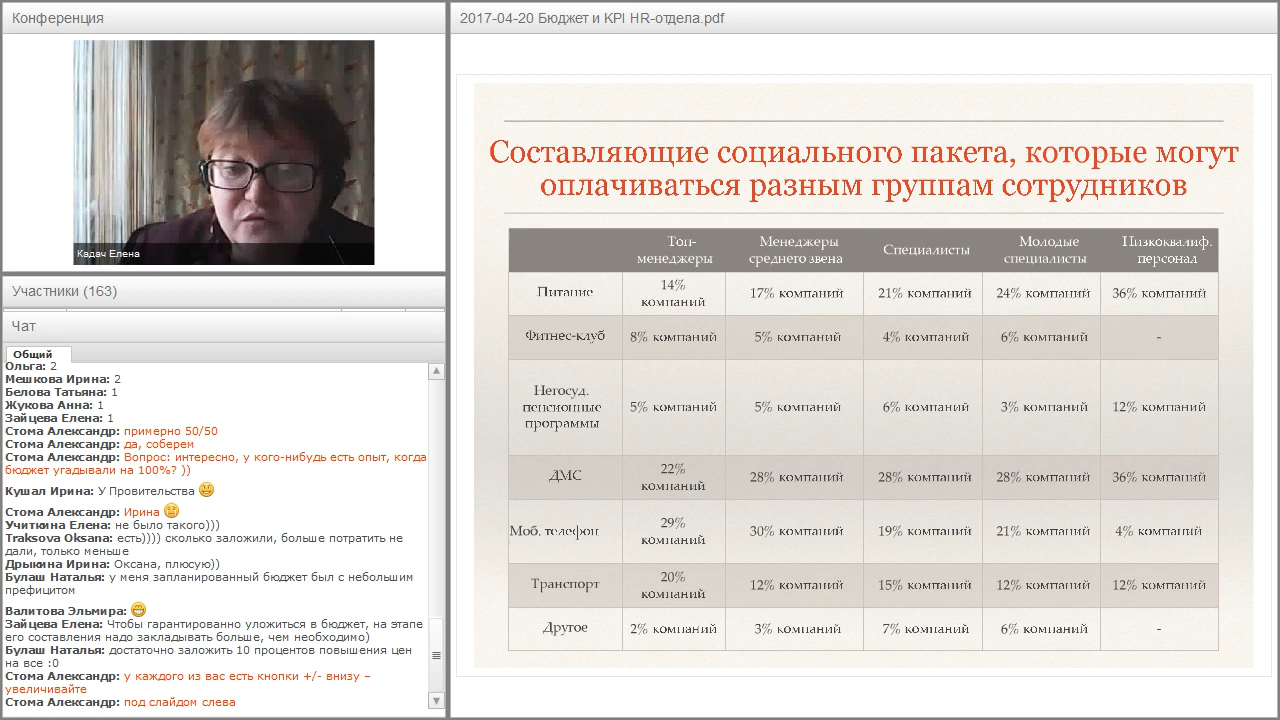 Конференция
Кадач Елена
Участники (163)
Чат
Общий
Ольга: 2
Мешкова Ирина: 2
Белова Татьяна: 1
Жукова Анна: 1
Зайцева Елена: 1
Стома Александр: примерно 50/50
Стома Александр: да, соберем
Стома Александр: Вопрос: интересно, у кого-нибудь есть опыт, когда
бюджет угадывали на 100%? ))
Кушал Ирина: У Провительства
Стома Александр: Ирина
Учиткина Елена: не было такого)))
Traksova Oksana: есть)))) сколько заложили, больше потратить не
дали, только меньше
Дрыкина Ирина: Оксана, плюсую))
Булаш Наталья: у меня запланированный бюджет был с небольшим
префицитом
Валитова Эльмира:
Зайцева Елена: Чтобы гарантированно уложиться в бюджет, на этапе
его составления надо закладывать больше, чем необходимо)
Булаш Наталья: достаточно заложить 10 процентов повышения цен
на все :0
Стома Александр: у каждого из вас есть кнопки +/- внизу –
увеличивайте
Стома Александр: под слайдом слева
2017-04-20 Бюджет и KPI HR-отдела.pdf
Составляющие социального пакета, которые могут
оплачиваться разным группам сотрудников
Топ-менеджеры Менеджеры среднего звена Специалисты Молодые специалисты Низкоквалиф. персонал
Питание 14% компаний 17% компаний 21% компаний 24% компаний 36% компаний
Фитнес-клуб 8% компаний 5% компаний 4% компаний 6% компаний -
Негосуд. пенсионные программы 5% компаний 5% компаний 6% компаний 3% компаний 12% компаний
ДМС 22% компаний 28% компаний 28% компаний 28% компаний 36% компаний
Моб. телефон 29% компаний 30% компаний 19% компаний 21% компаний 4% компаний
Транспорт 20% компаний 12% компаний 15% компаний 12% компаний 12% компаний
Другое 2% компаний 3% компаний 7% компаний 6% компаний -